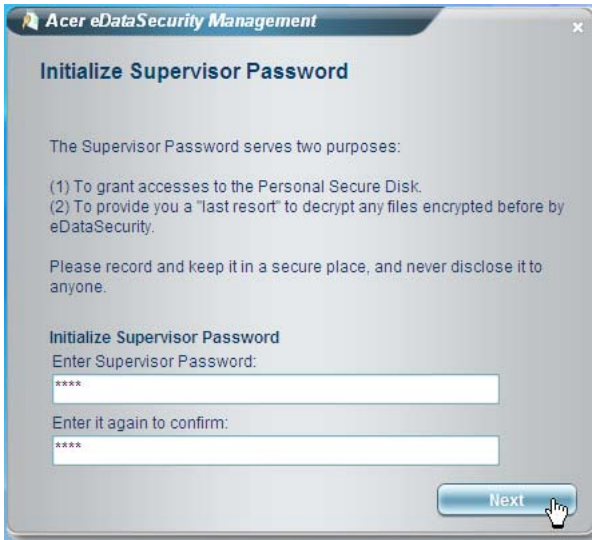 Acer eDataSecurity Management
Initialize Supervisor Password
The Supervisor Password serves two purposes:
(1) To grant accesses to the Personal Secure Disk.
(2) To provide you a "last resort" to decrypt any files encrypted before by
eDataSecurity.
Please record and keep it in a secure place, and never disclose it to
anyone.
Initialize Supervisor Password
Enter Supervisor Password:
****
Enter it again to confirm:
****
Next